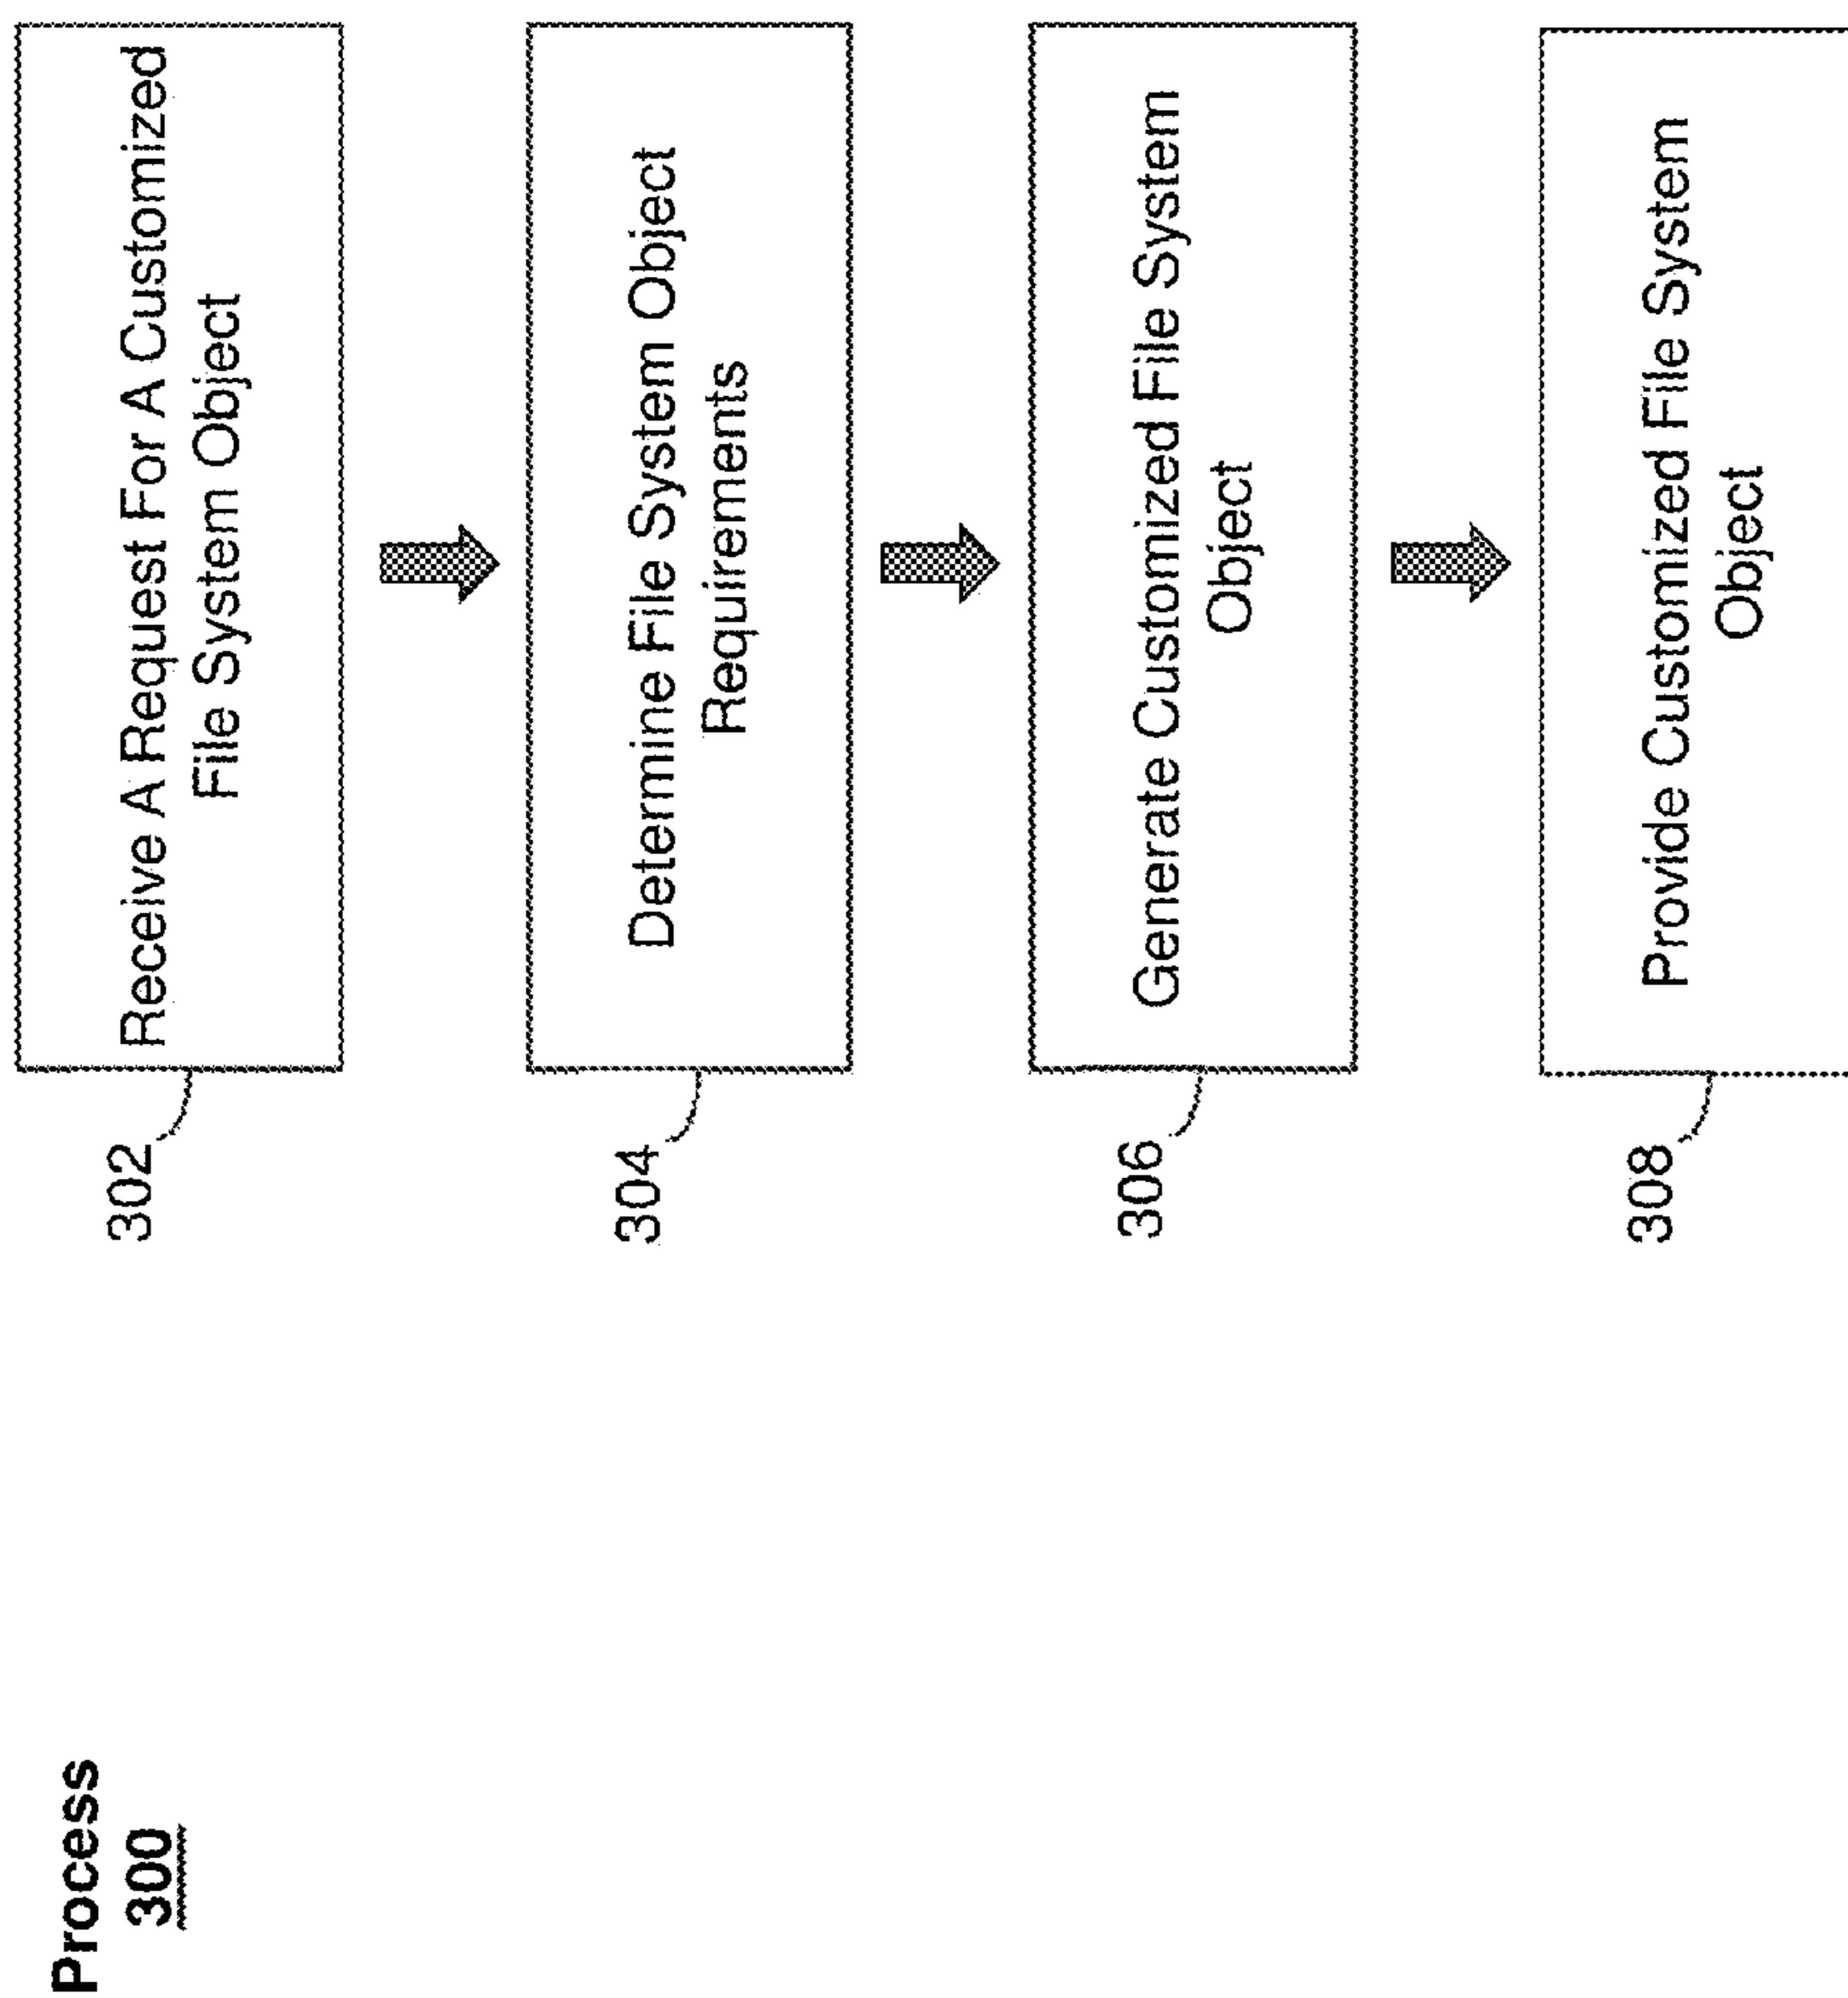 Process
300
302
Receive A Request For A Customized
File System Object
304
Determine File System Object
Requirements
306
Generate Customized File System
Object
308
Provide Customized File System
Object